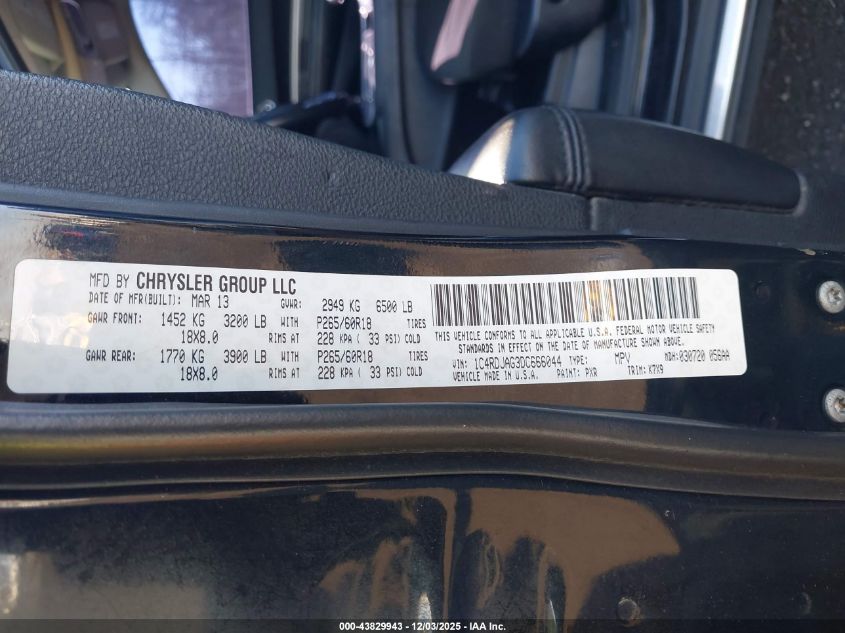 MFD BY CHRYSLER GROUP LLC
DATE OF MFR(BUILT): MAR 13 GVWR: 2949 KG 6500 LB
GAWR FRONT: 1452 KG 3200 LB WITH P265/60R18 TIRES
18X8.0 RIMS AT 228 KPA ( 33 PSI) COLD
GAWR REAR: 1770 KG 3900 LB WITH P265/60R18 TIRES
18X8.0 RIMS AT 228 KPA ( 33 PSI) COLD
THIS VEHICLE CONFORMS TO ALL APPLICABLE U.S.A. FEDERAL MOTOR VEHICLE SAFETY
STANDARDS IN EFFECT ON THE DATE OF MANUFACTURE SHOWN ABOVE
VIN: 1C4RDJAG3DC666044 TYPE: MPV MDH:030720 056AA
VEHICLE MADE IN U.S.A. PAINT: PXR TRIM: K7X9
000-43829943 - 12/03/2025 - IAA Inc.